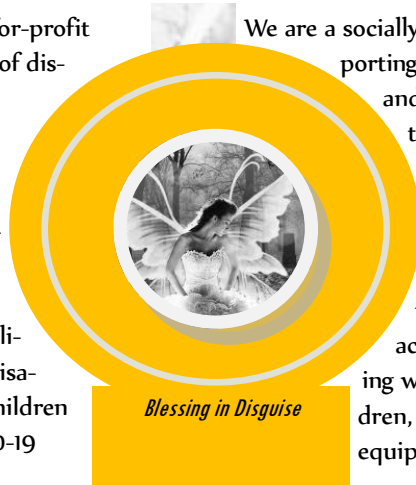 or-profit
of dis-
li-
isa-
hildren
0-19
Blessing in Disguise
We are a socially
porting
and
t
ac
ing w
dren,
equip